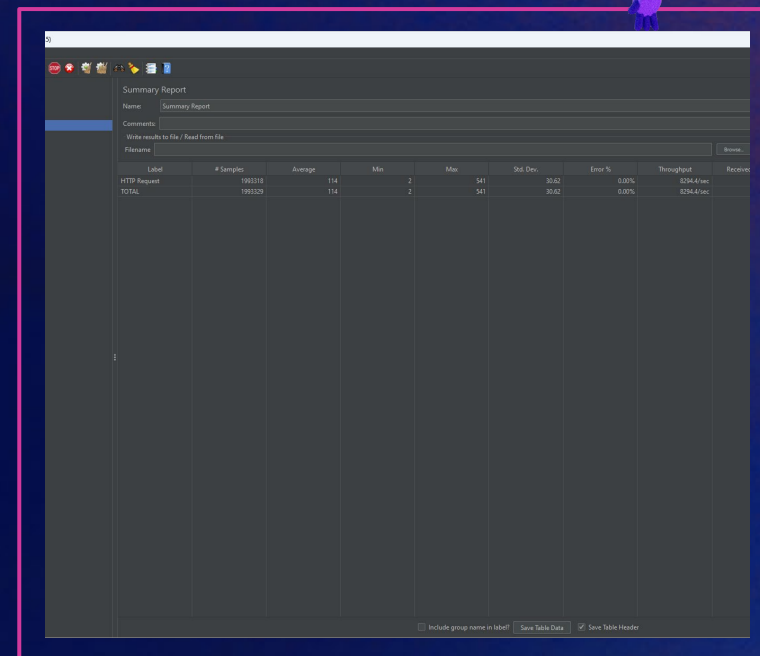 5)
STOP
Summary Report
Name: Summary Report
Comments:
Write results to file / Read from file
Filename Browse...
Label # Samples Average Min Max Std. Dev. Error % Throughput Received
HTTP Request 1993318 114 2 541 30.62 0.00% 8294.4/sec
TOTAL 1993329 114 2 541 30.62 0.00% 8294.4/sec
Include group name in label? Save Table Data Save Table Header